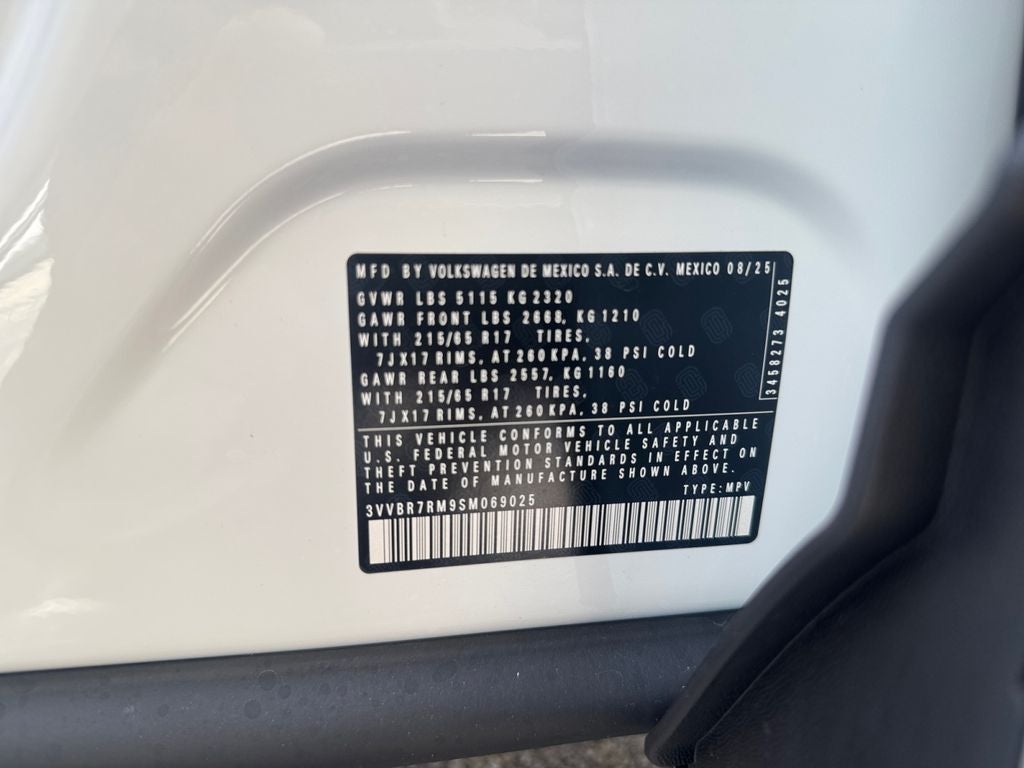 MFD BY VOLKSWAGEN DE MEXICO S.A. DE C.V. MEXICO 08/25
GVWR LBS 5115 KG 2320
GAWR FRONT LBS 2668, KG 1210
WITH 215/65 R17 TIRES,
7JX17 RIMS, AT 260 KPA, 38 PSI COLD
GAWR REAR LBS 2557, KG 1160
WITH 215/65 R17 TIRES,
7JX17 RIMS, AT 260 KPA, 38 PSI COLD
3458273 4025
THIS VEHICLE CONFORMS TO ALL APPLICABLE
U.S. FEDERAL MOTOR VEHICLE SAFETY AND
THEFT PREVENTION STANDARDS IN EFFECT ON
THE DATE OF MANUFACTURE SHOWN ABOVE.
TYPE: MPV
3VVBR7RM9SM069025